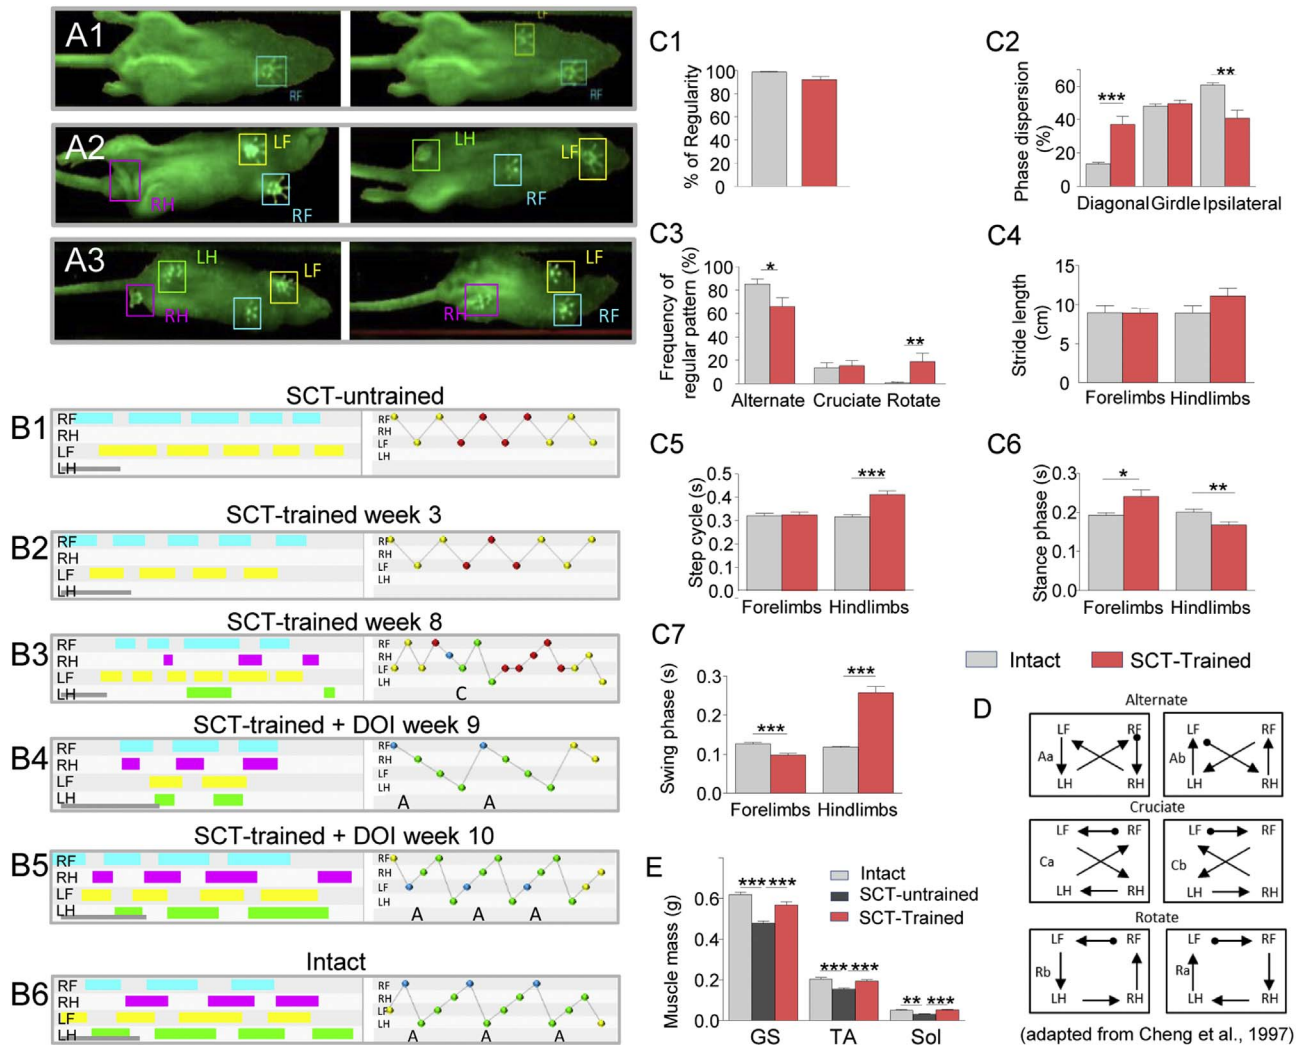 A1
RF
LF
RF
A2
LF
RH
RF
LH
LF
RF
A3
LH
LF
RH
RF
LF
RH
RF
SCT-untrained
B1
RF
RH
LF
LH
RF
RH
LF
LH
SCT-trained week 3
B2
RF
RH
LF
LH
RF
RH
LF
LH
SCT-trained week 8
B3
RF
RH
LF
LH
RF
RH
LF
LH
C
SCT-trained + DOI week 9
B4
RF
RH
LF
LH
RF
RH
LF
LH
A A
SCT-trained + DOI week 10
B5
RF
RH
LF
LH
RF
RH
LF
LH
A A A
Intact
B6
RF
RH
LF
LH
RF
RH
LF
LH
A A A
C1
% of Regularity
100
80
60
40
20
0
C2
Phase dispersion
(%)
60
40
20
0
***
**
Diagonal Girdle Ipsilateral
C3
Frequency of
regular pattern (%)
100
80
60
40
20
0
*
**
Alternate Cruciate Rotate
C4
Stride length
(cm)
15
10
5
0
Forelimbs Hindlimbs
C5
Step cycle (s)
0.5
0.4
0.3
0.2
0.1
0.0
***
Forelimbs Hindlimbs
C6
Stance phase (s)
0.3
0.2
0.1
0.0
*
**
Forelimbs Hindlimbs
C7
Swing phase (s)
0.3
0.2
0.1
0.0
***
***
Forelimbs Hindlimbs
Intact SCT-Trained
D
Alternate
LF RF
Aa
LH RH
LF RF
Ab
LH RH
Cruciate
LF RF
Ca
LH RH
LF RF
Cb
LH RH
Rotate
LF RF
Rb
LH RH
LF RF
Ra
LH RH
(adapted from Cheng et al., 1997)
E
Muscle mass (g)
0.6
0.4
0.2
0.0
*** ***
*** ***
** ***
GS TA Sol
Intact
SCT-untrained
SCT-Trained